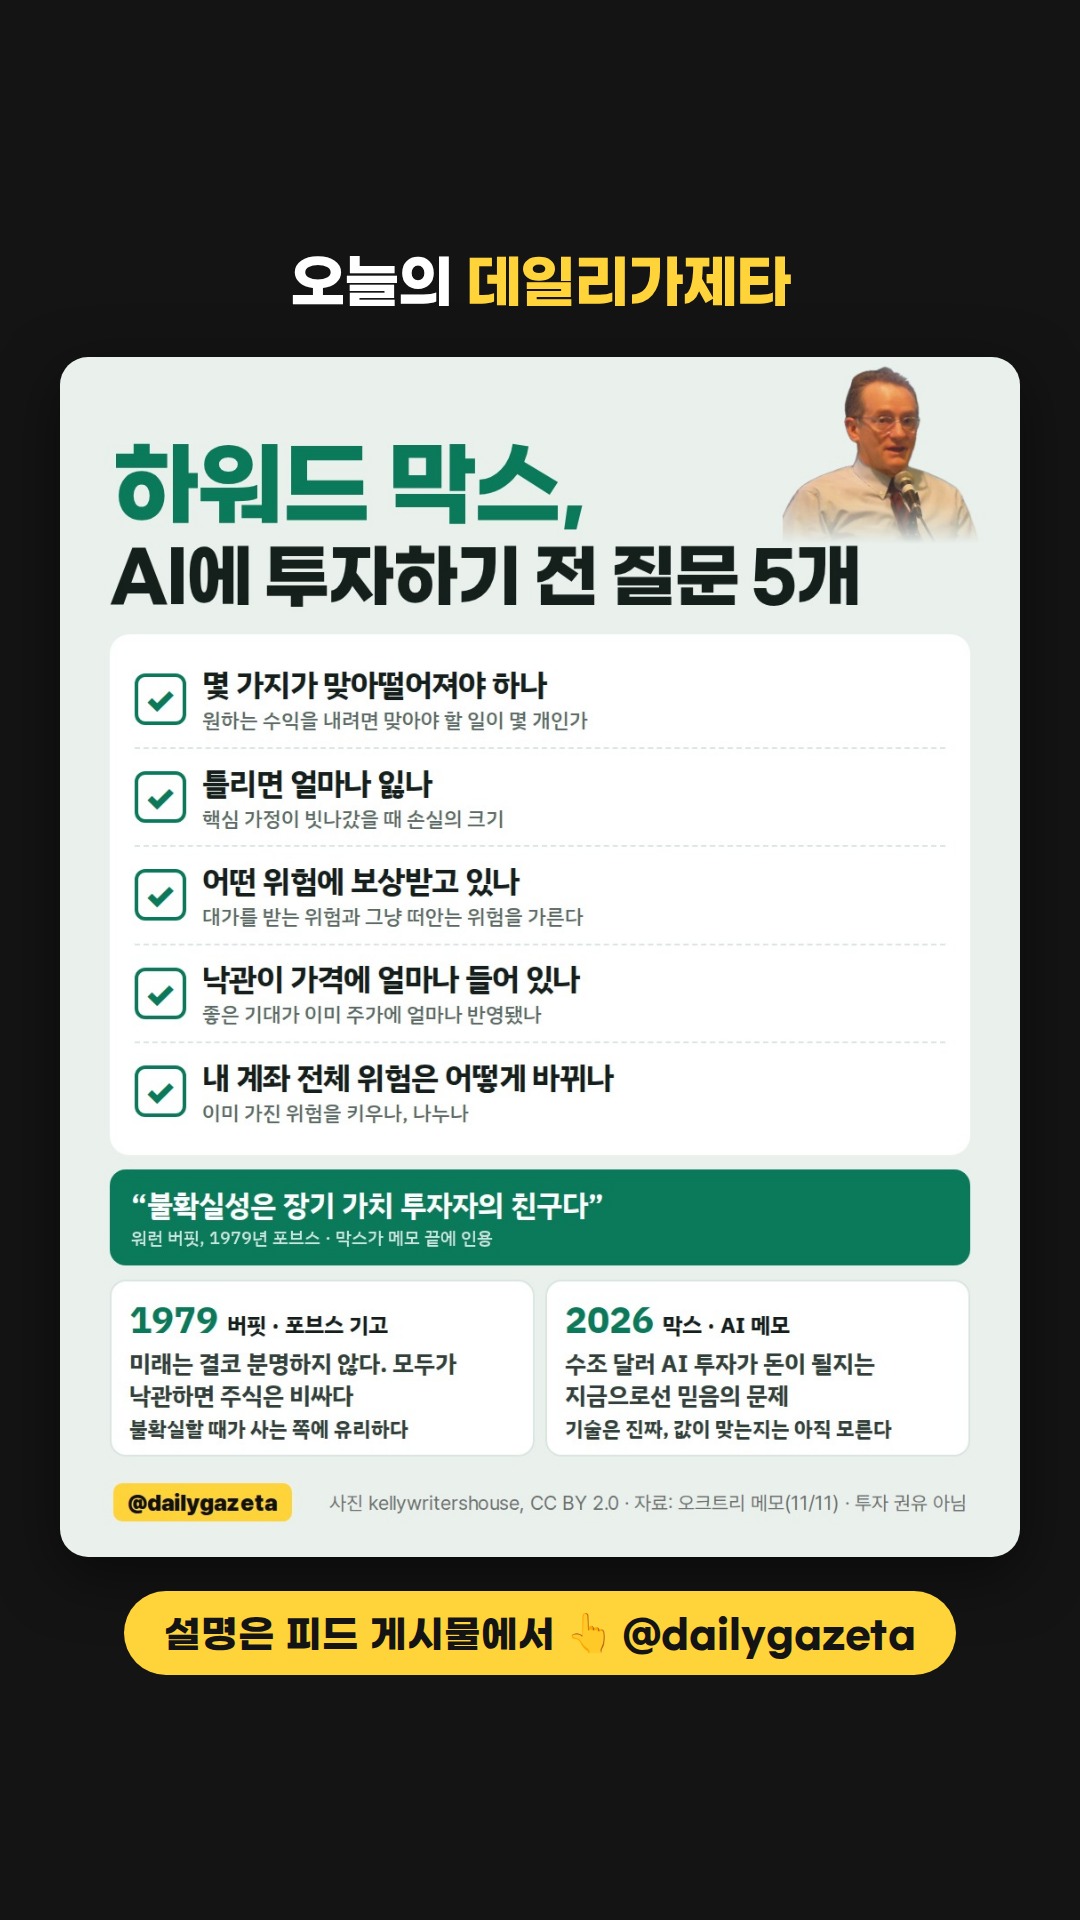 오늘의 데일리가제타
하워드 막스,
AI에 투자하기 전 질문 5개
몇 가지가 맞아떨어져야 하나
원하는 수익을 내려면 맞아야 할 일이 몇 개인가
틀리면 얼마나 잃나
핵심 가정이 빗나갔을 때 손실의 크기
어떤 위험에 보상받고 있나
대가를 받는 위험과 그냥 떠안는 위험을 가른다
낙관이 가격에 얼마나 들어 있나
좋은 기대가 이미 주가에 얼마나 반영됐나
내 계좌 전체 위험은 어떻게 바뀌나
이미 가진 위험을 키우나, 나누나
“불확실성은 장기 가치 투자자의 친구다”
워런 버핏, 1979년 포브스 · 막스가 메모 끝에 인용
1979 버핏 · 포브스 기고
미래는 결코 분명하지 않다. 모두가
낙관하면 주식은 비싸다
불확실할 때가 사는 쪽에 유리하다
2026 막스 · AI 메모
수조 달러 AI 투자가 돈이 될지는
지금으로선 믿음의 문제
기술은 진짜, 값이 맞는지는 아직 모른다
@dailygazeta
사진 kellywritershouse, CC BY 2.0 · 자료: 오크트리 메모(11/11) · 투자 권유 아님
설명은 피드 게시물에서 👆 @dailygazeta